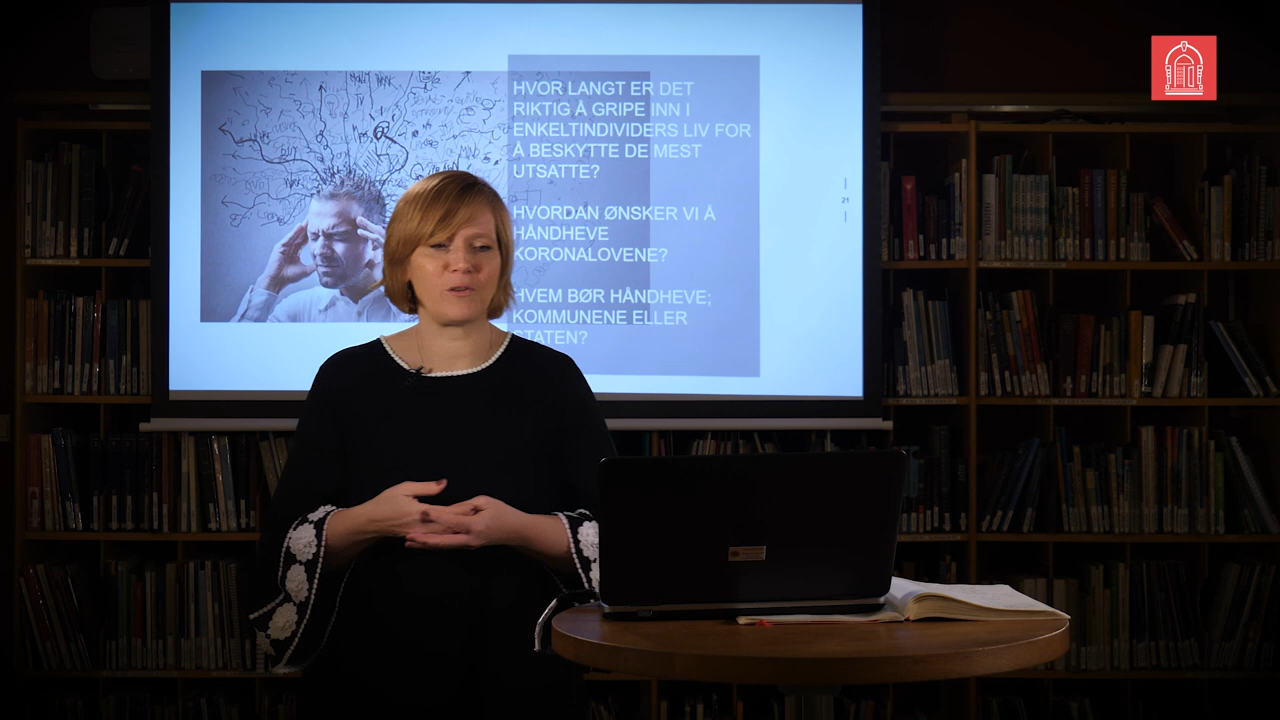 HVOR LANGT ER DET
RIKTIG Å GRIPE INN I
ENKELTINDIVIDERS LIV FOR
Å BESKYTTE DE MEST
UTSATTE?
HVORDAN ØNSKER VI Å
HÅNDHEVE
KORONALOVENE?
HVEM BØR HÅNDHEVE;
KOMMUNENE ELLER
STATEN?
21